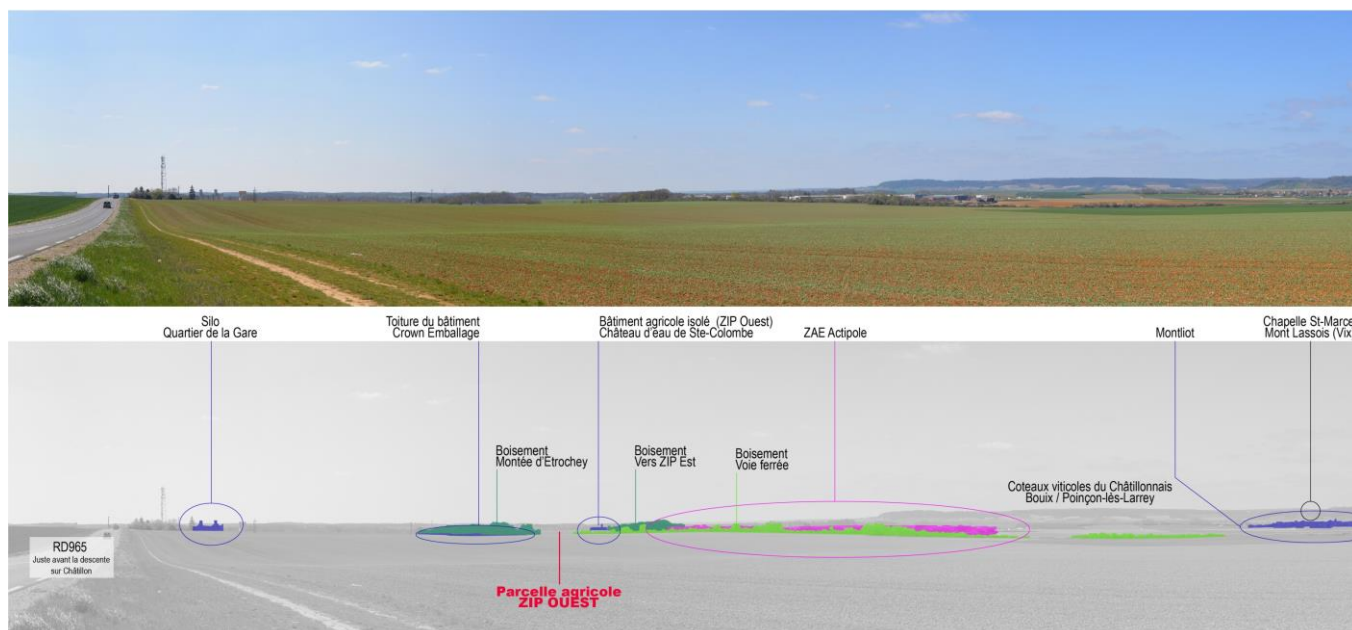 Silo
Quartier de la Gare
Toiture du bâtiment
Crown Emballage
Bâtiment agricole isolé (ZIP Ouest)
Château d'eau de Ste-Colombe
ZAE Actipole
Montliot
Chapelle St-Marce
Mont Lassois (Vix
Boisement
Montée d'Etrochey
Boisement
Vers ZIP Est
Boisement
Voie ferrée
Coteaux viticoles du Châtillonnais
Bouix / Poinçon-lés-Larrey
RD965
Juste avant la descente
sur Châtillon
Parcelle agricole
ZIP OUEST